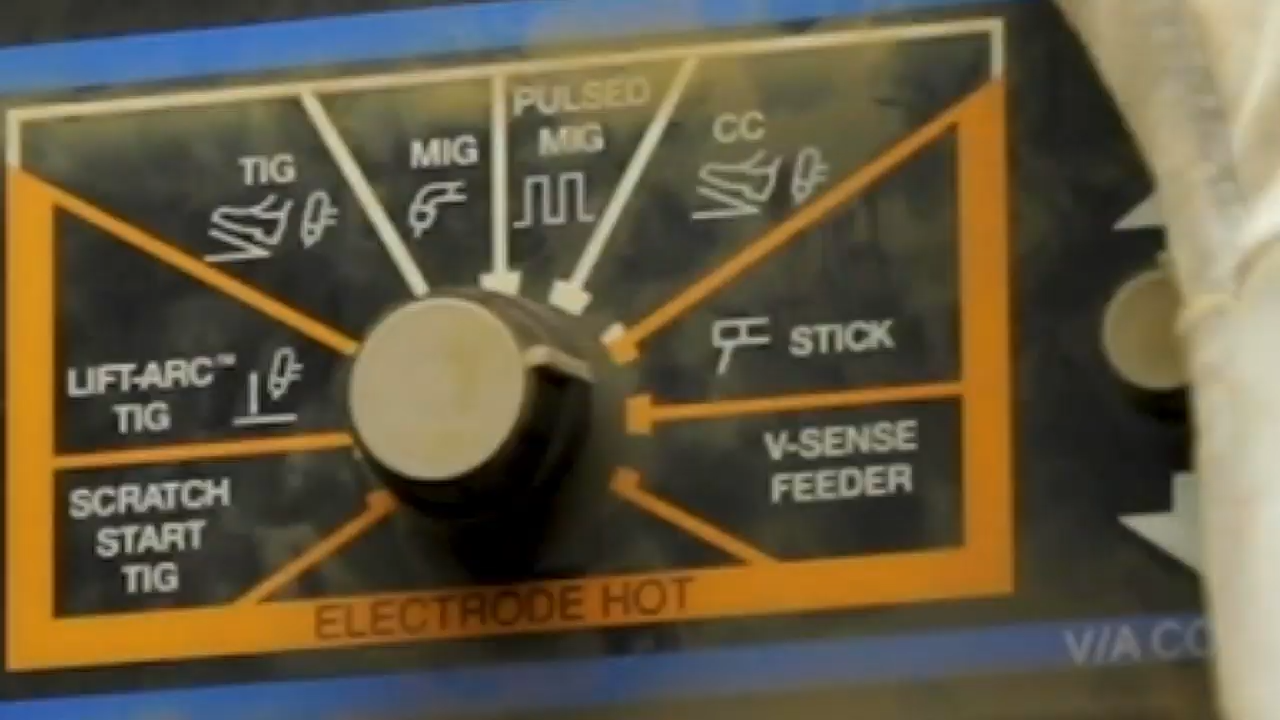 TIG
MIG
PULSED
MIG
CC
LIFT-ARC™
TIG
STICK
SCRATCH
START
TIG
V-SENSE
FEEDER
ELECTRODE HOT
V/A